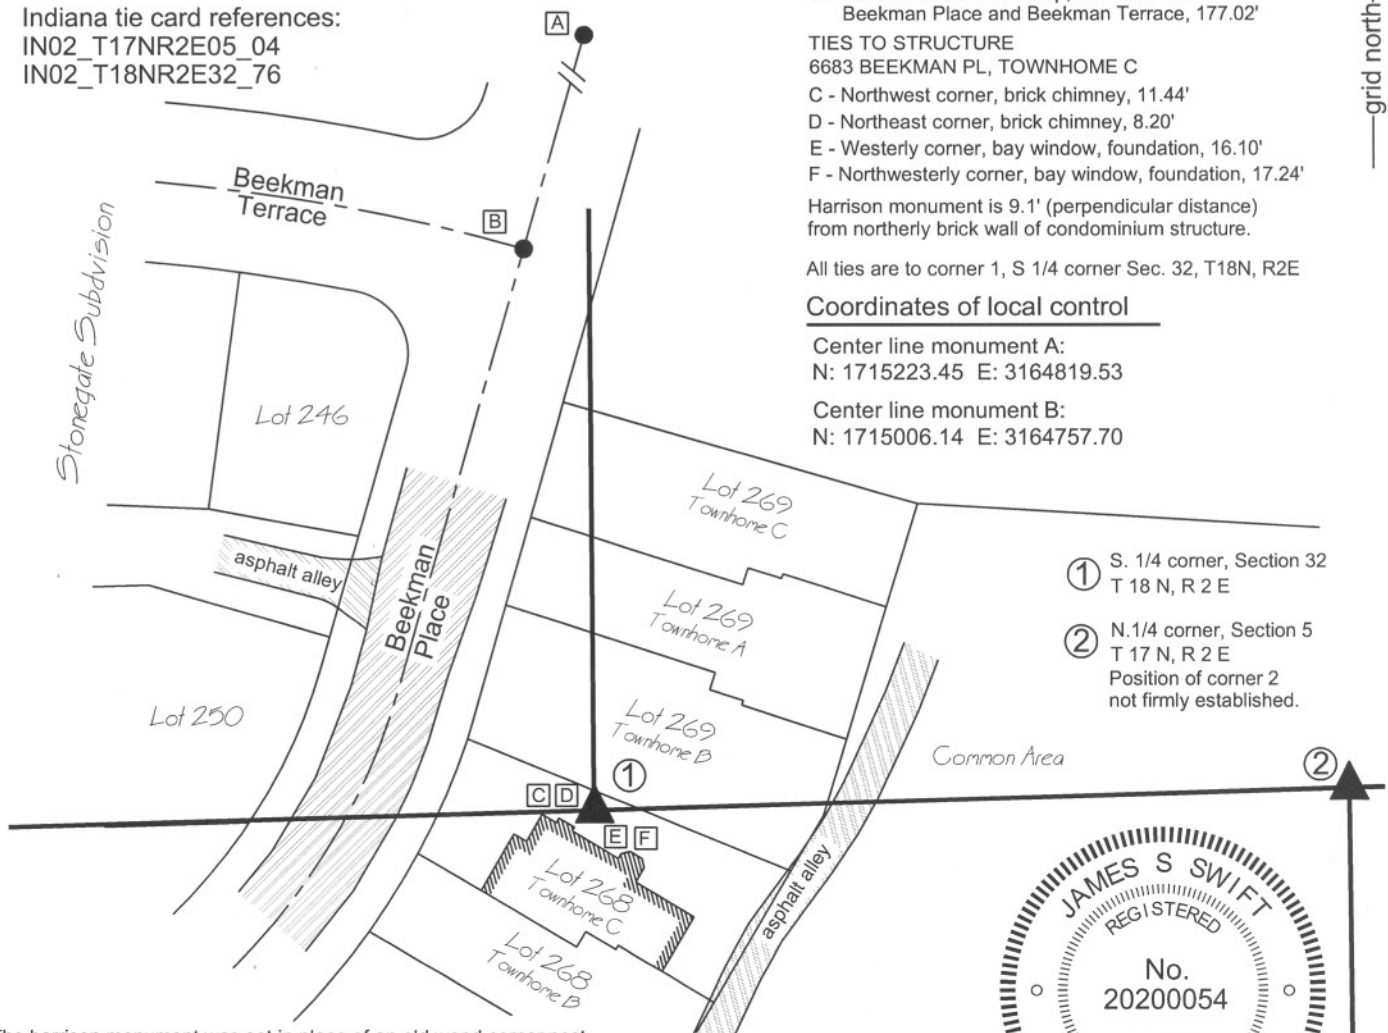 Indiana tie card references:
IN02_T17NR2E05_04
IN02_T18NR2E32_76
A
Beekman Place and Beekman Terrace, 177.02'
TIES TO STRUCTURE
6683 BEEKMAN PL, TOWNHOME C
C - Northwest corner, brick chimney, 11.44'
D - Northeast corner, brick chimney, 8.20'
E - Westerly corner, bay window, foundation, 16.10'
F - Northwesterly corner, bay window, foundation, 17.24'
Harrison monument is 9.1' (perpendicular distance)
from northerly brick wall of condominium structure.
All ties are to corner 1, S 1/4 corner Sec. 32, T18N, R2E
grid north
Coordinates of local control
Center line monument A:
N: 1715223.45 E: 3164819.53
Center line monument B:
N: 1715006.14 E: 3164757.70
Beekman
Terrace
B
Stonegate Subdivision
Lot 246
asphalt alley
Beekman
Place
Lot 250
Lot 269
Townhome C
Lot 269
Townhome A
Lot 269
Townhome B
1 S. 1/4 corner, Section 32
T 18 N, R 2 E
2 N.1/4 corner, Section 5
T 17 N, R 2 E
Position of corner 2
not firmly established.
Common Area
1
2
C D
E F
Lot 268
Townhome C
Lot 268
Townhome B
asphalt alley
JAMES S SWIFT
REGISTERED
No.
20200054